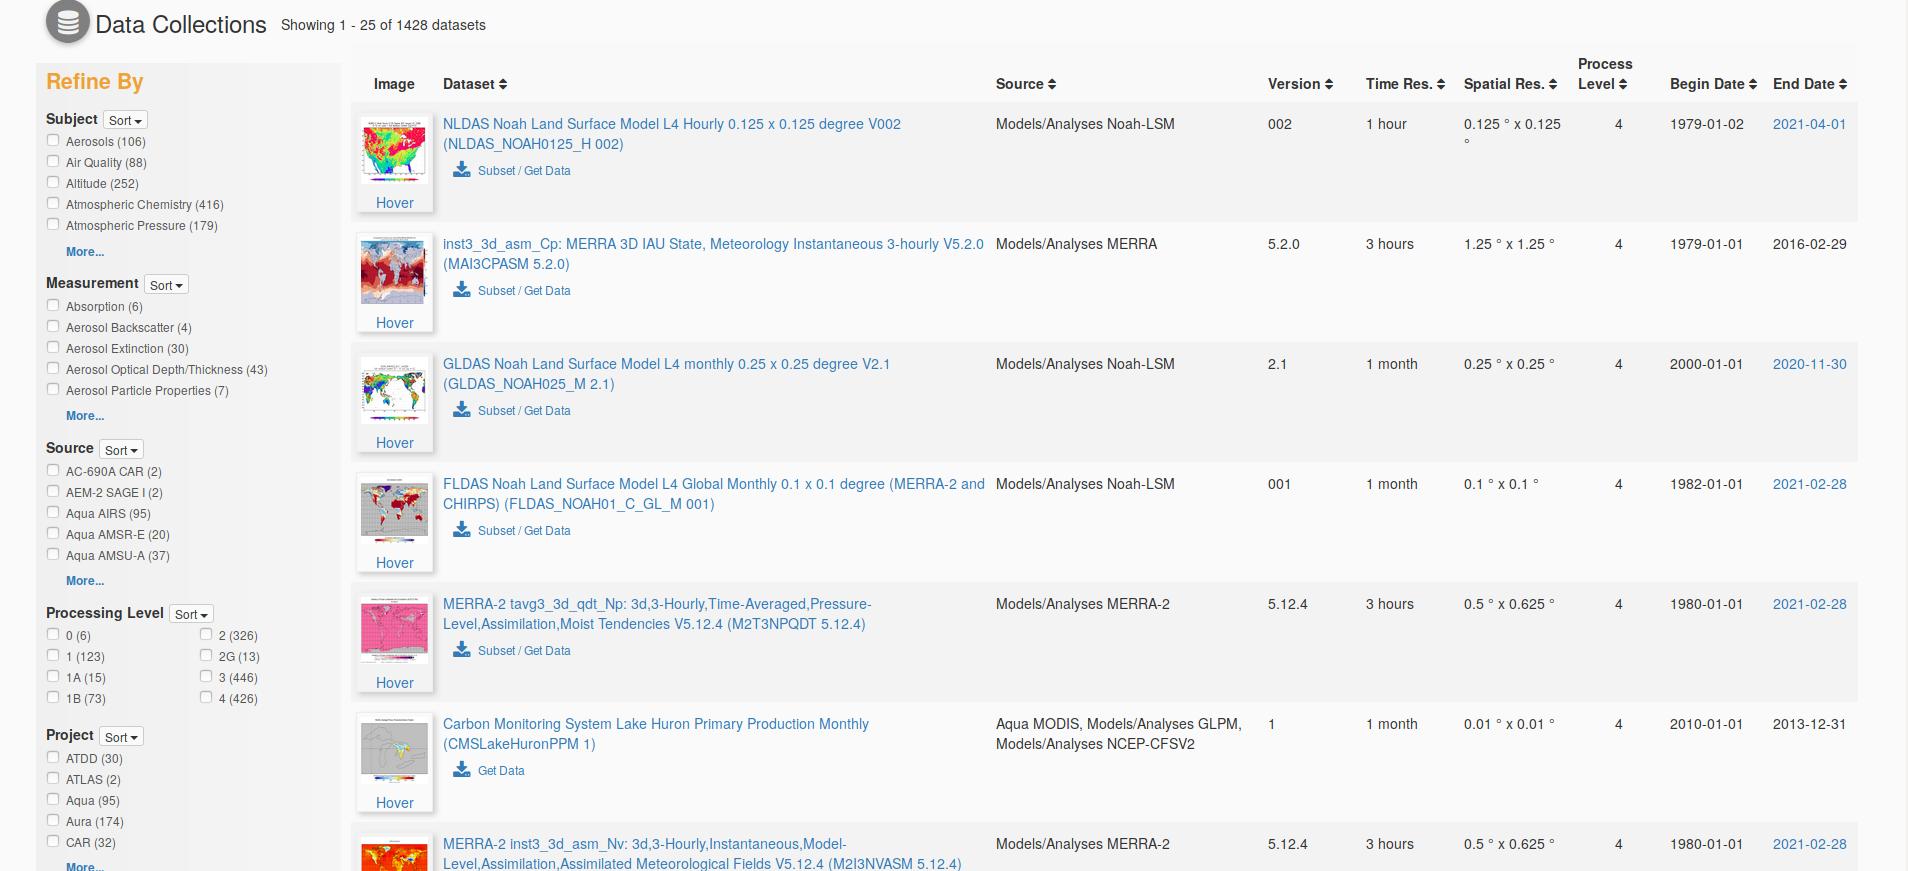 Data Collections Showing 1 - 25 of 1428 datasets
Refine By
Subject Sort
Aerosols (106)
Air Quality (88)
Altitude (252)
Atmospheric Chemistry (416)
Atmospheric Pressure (179)
More...
Measurement Sort
Absorption (6)
Aerosol Backscatter (4)
Aerosol Extinction (30)
Aerosol Optical Depth/Thickness (43)
Aerosol Particle Properties (7)
More...
Source Sort
AC-690A CAR (2)
AEM-2 SAGE I (2)
Aqua AIRS (95)
Aqua AMSR-E (20)
Aqua AMSU-A (37)
More...
Processing Level Sort
0 (6) 2 (326)
1 (123) 2G (13)
1A (15) 3 (446)
1B (73) 4 (426)
Project Sort
ATDD (30)
ATLAS (2)
Aqua (95)
Aura (174)
CAR (32)
More...
Process
Image Dataset Source Version Time Res. Spatial Res. Level Begin Date End Date
NLDAS Noah Land Surface Model L4 Hourly 0.125 x 0.125 degree V002 Models/Analyses Noah-LSM 002 1 hour 0.125 ° x 0.125 4 1979-01-02 2021-04-01
(NLDAS_NOAH0125_H 002) °
Subset / Get Data
Hover
inst3_3d_asm_Cp: MERRA 3D IAU State, Meteorology Instantaneous 3-hourly V5.2.0 Models/Analyses MERRA 5.2.0 3 hours 1.25 ° x 1.25 ° 4 1979-01-01 2016-02-29
(MAI3CPASM 5.2.0)
Subset / Get Data
Hover
GLDAS Noah Land Surface Model L4 monthly 0.25 x 0.25 degree V2.1 Models/Analyses Noah-LSM 2.1 1 month 0.25 ° x 0.25 ° 4 2000-01-01 2020-11-30
(GLDAS_NOAH025_M 2.1)
Subset / Get Data
Hover
FLDAS Noah Land Surface Model L4 Global Monthly 0.1 x 0.1 degree (MERRA-2 and Models/Analyses Noah-LSM 001 1 month 0.1 ° x 0.1 ° 4 1982-01-01 2021-02-28
CHIRPS) (FLDAS_NOAH01_C_GL_M 001)
Subset / Get Data
Hover
MERRA-2 tavg3_3d_qdt_Np: 3d,3-Hourly,Time-Averaged,Pressure- Models/Analyses MERRA-2 5.12.4 3 hours 0.5 ° x 0.625 ° 4 1980-01-01 2021-02-28
Level,Assimilation,Moist Tendencies V5.12.4 (M2T3NPQDT 5.12.4)
Subset / Get Data
Hover
Carbon Monitoring System Lake Huron Primary Production Monthly Aqua MODIS, Models/Analyses GLPM, 1 1 month 0.01 ° x 0.01 ° 4 2010-01-01 2013-12-31
(CMSLakeHuronPPM 1) Models/Analyses NCEP-CFSV2
Get Data
Hover
MERRA-2 inst3_3d_asm_Nv: 3d,3-Hourly,Instantaneous,Model- Models/Analyses MERRA-2 5.12.4 3 hours 0.5 ° x 0.625 ° 4 1980-01-01 2021-02-28
Level,Assimilation,Assimilated Meteorological Fields V5.12.4 (M2I3NVASM 5.12.4)